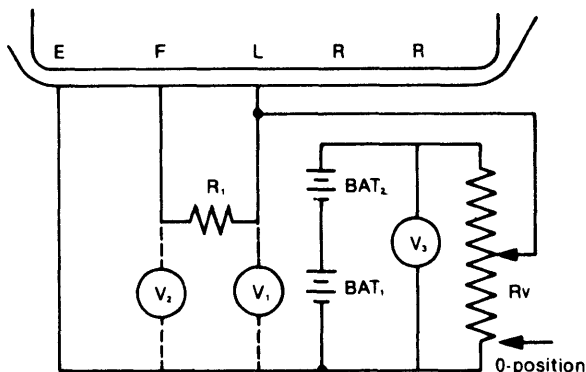 E F L R R
R₁
BAT₂
V₃
V₂
V₁
BAT₁
Rv
0-position